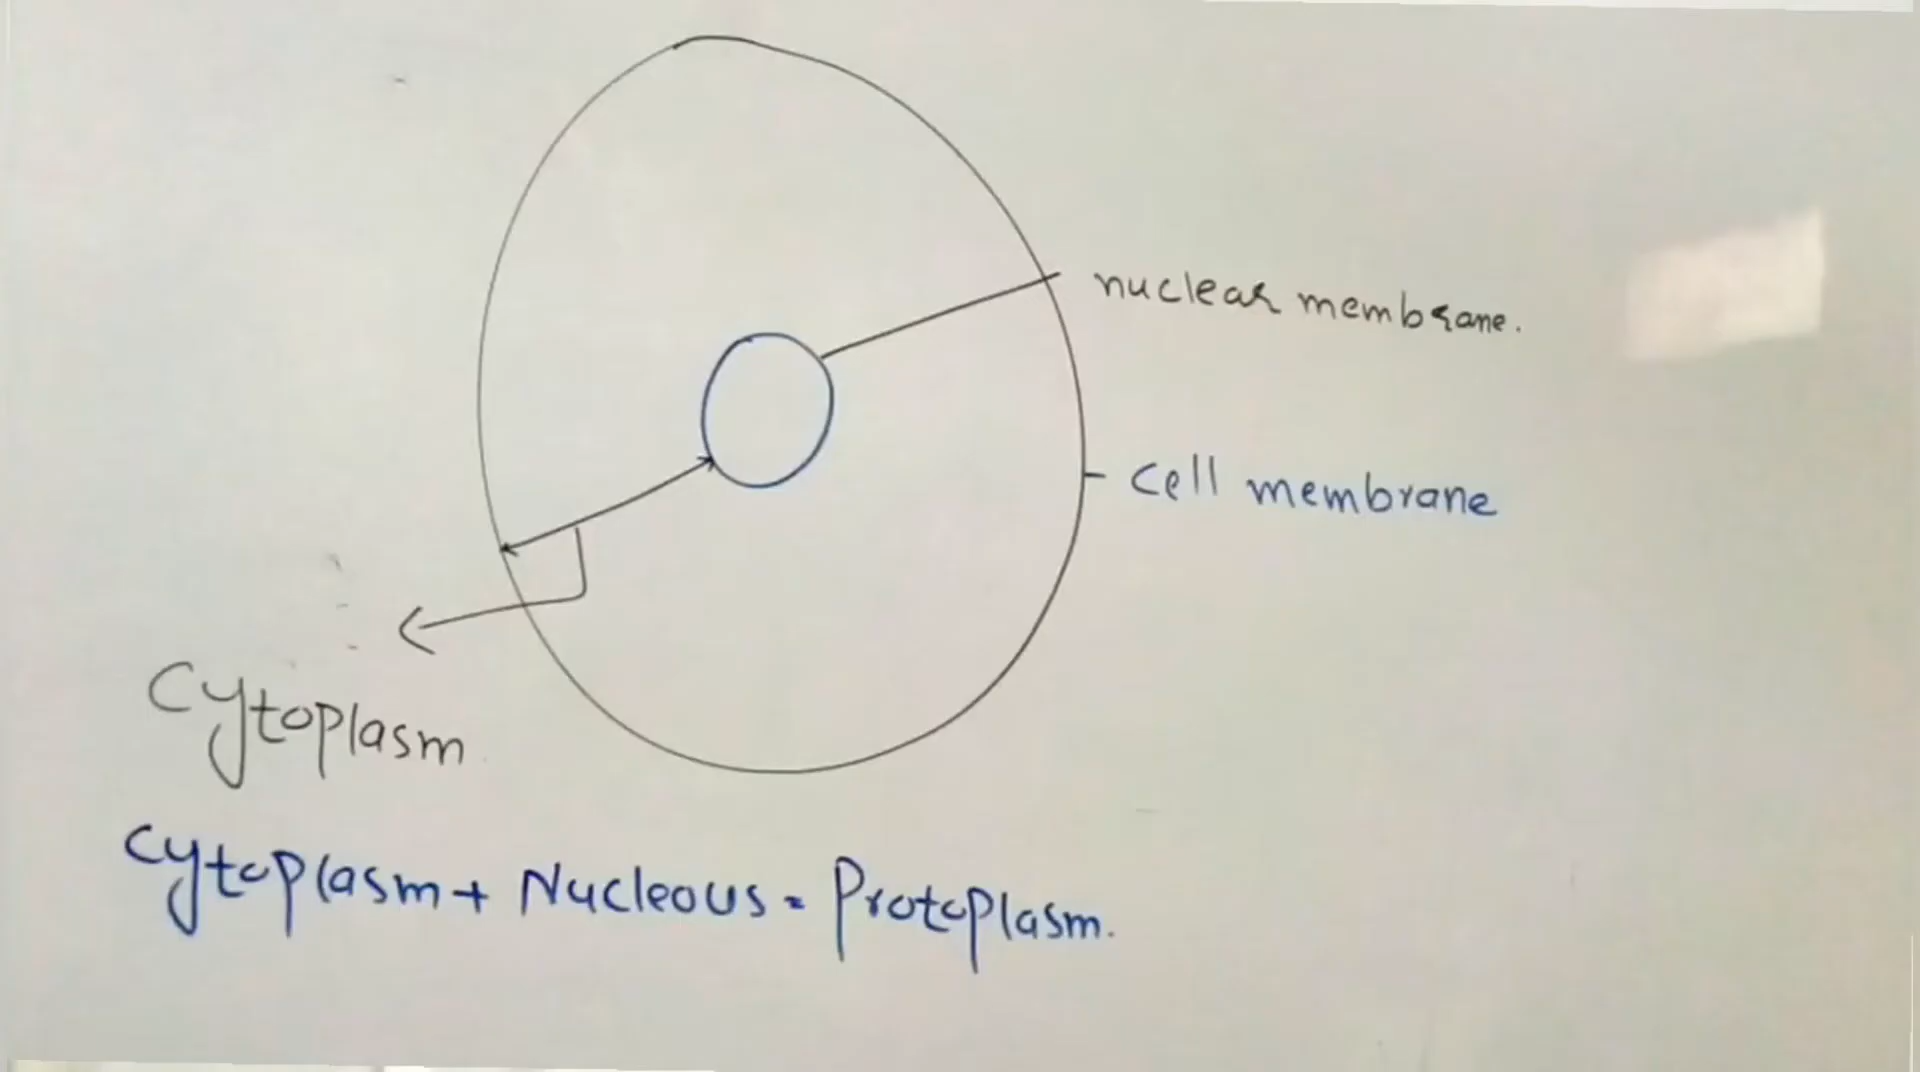 nuclear membrane.
cell membrane
Cytoplasm
Cytoplasm + Nucleous = Protoplasm.